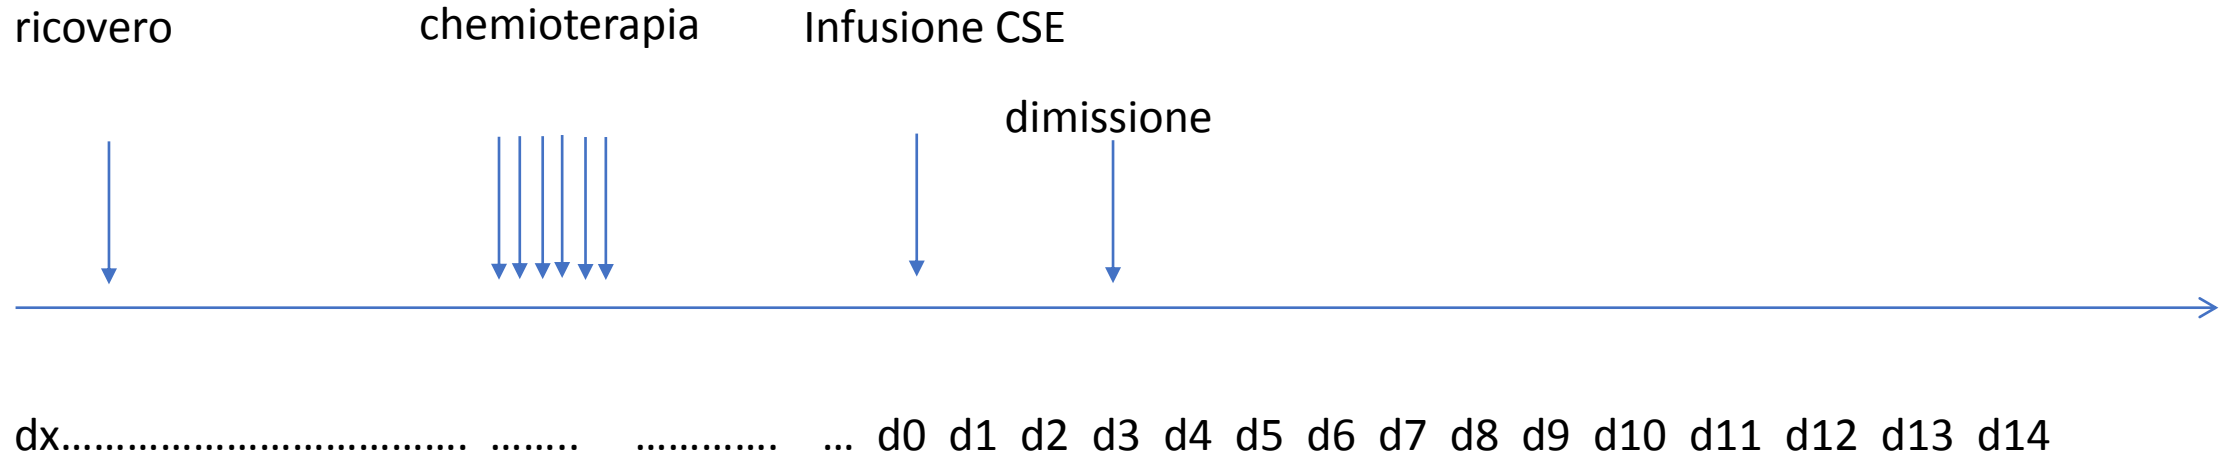 ricovero chemioterapia Infusione CSE
dimissione
dx………………………………. …….. …………. … d0 d1 d2 d3 d4 d5 d6 d7 d8 d9 d10 d11 d12 d13 d14